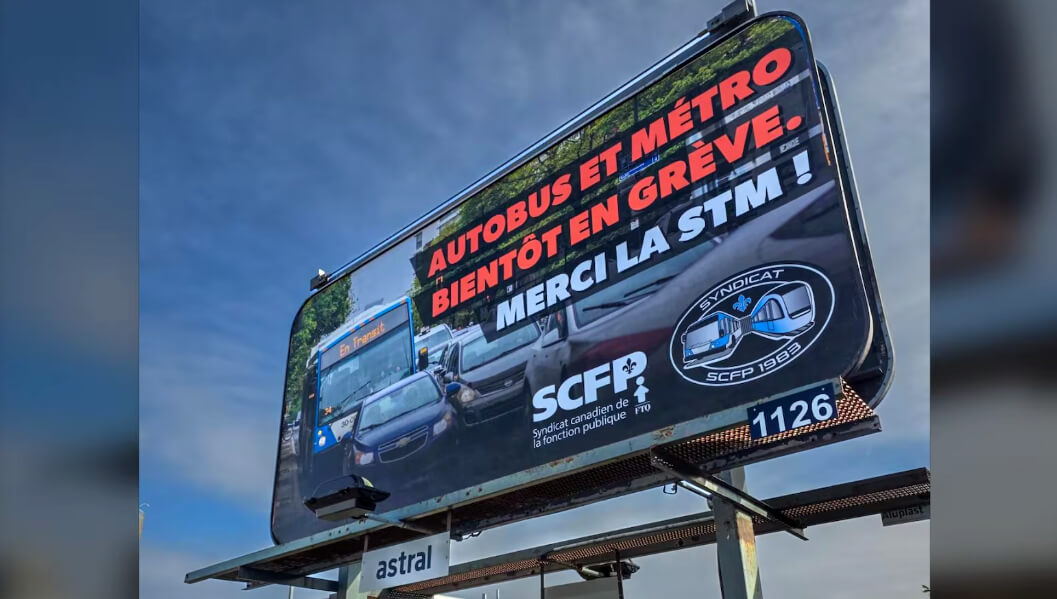 AUTOBUS ET MÉTRO
BIENTÔT EN GRÈVE.
MERCI LA STM !
En Transit
SCFP
Syndicat canadien de
la fonction publique
FTQ
SYNDICAT
SCFP 1983
1126
astral